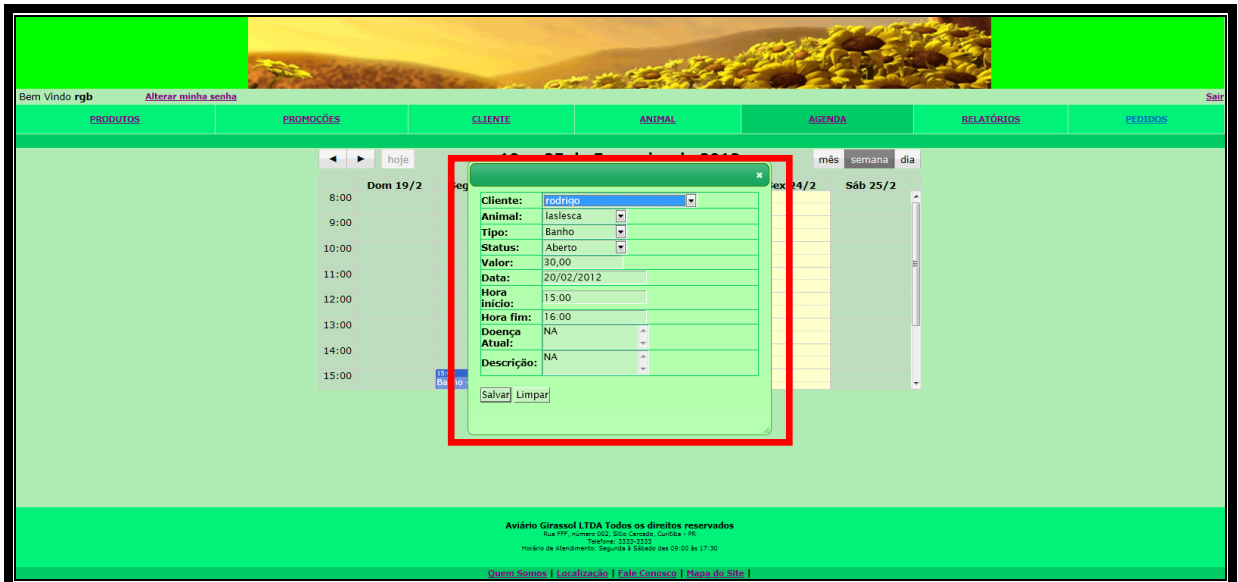 Bem Vindo rgb Alterar minha senha Sair
PRODUTOS PROMOCÕES CLIENTE ANIMAL AGENDA RELATÓRIOS PEDIDOS
◄ ► hoje mês semana dia
Dom 19/2 Seg Sex 24/2 Sáb 25/2
8:00
9:00
10:00
11:00
12:00
13:00
14:00
15:00
Cliente: rodrigo
Animal: laslesca
Tipo: Banho
Status: Aberto
Valor: 30,00
Data: 20/02/2012
Hora
início: 15:00
Hora fim: 16:00
Doença
Atual: NA
Descrição: NA
Salvar Limpar
Aviário Girassol LTDA Todos os direitos reservados
Rua FFF, número 002, Sítio Cercado, Curitiba - PR
Telefone: 3333-3333
Horário de Atendimento: Segunda à Sábado das 09:00 às 17:30
Quem Somos | Localização | Fale Conosco | Mapa do Site |